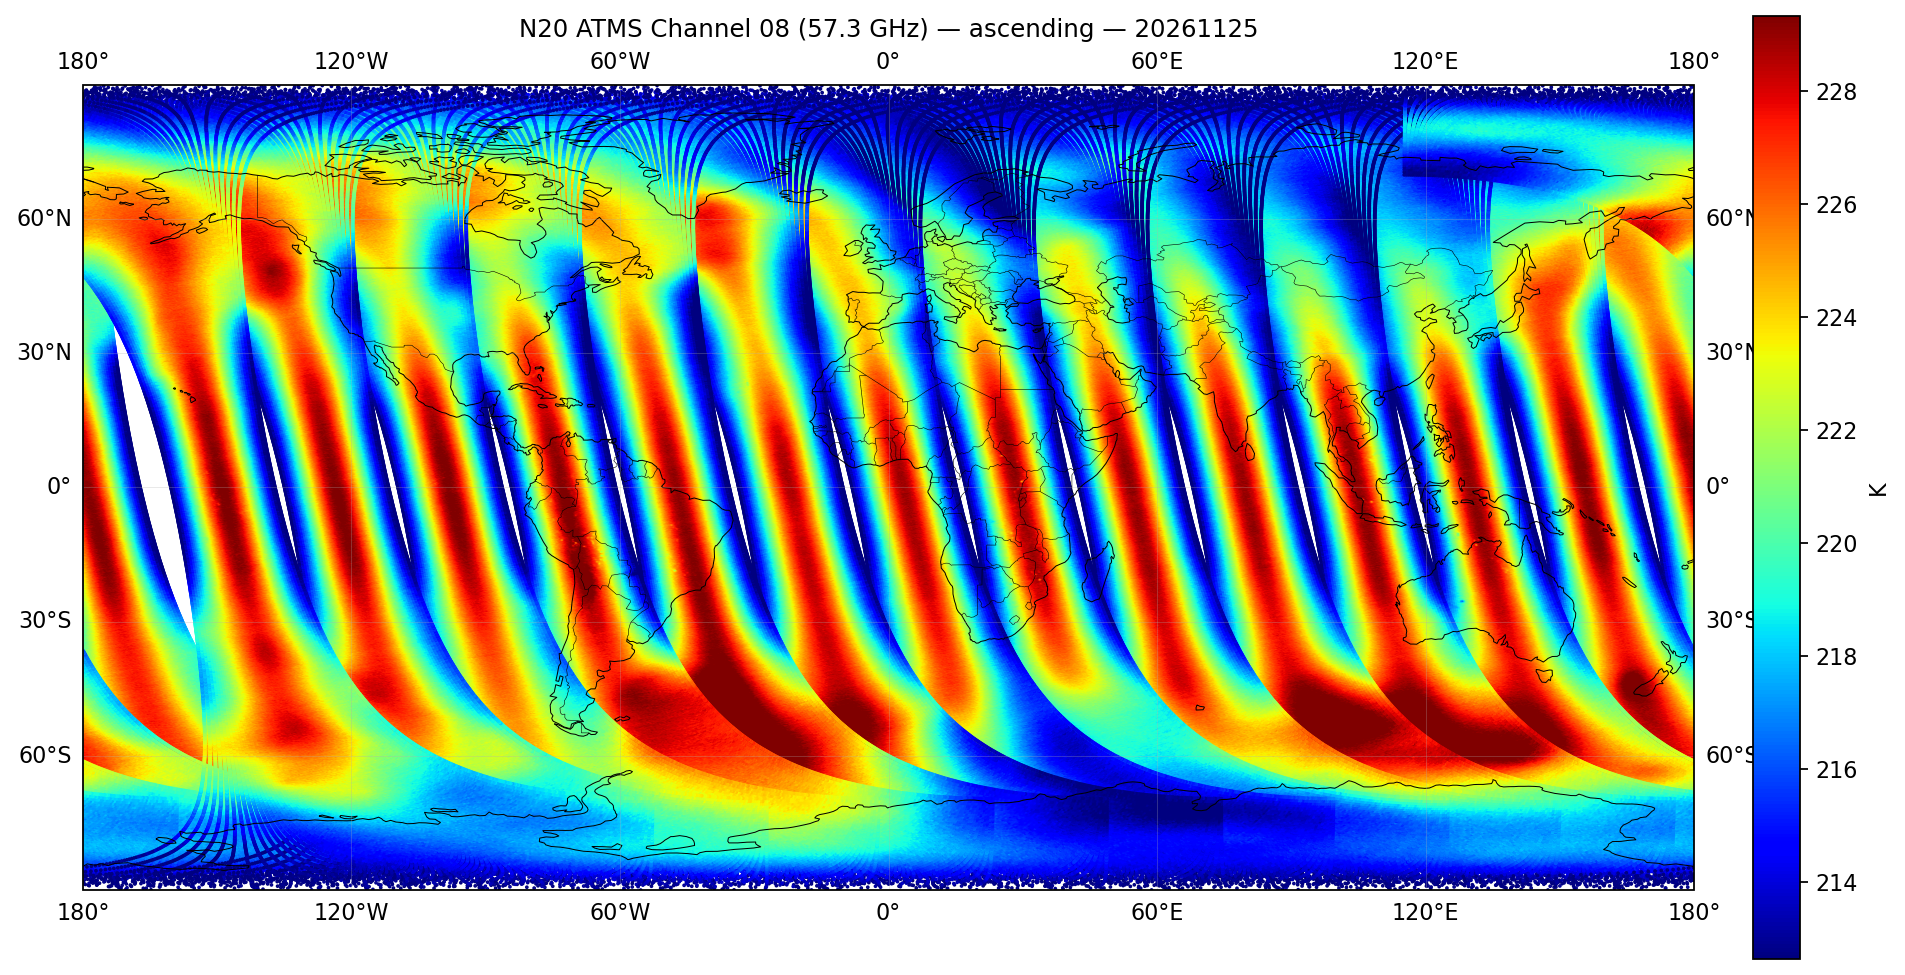 N20 ATMS Channel 08 (57.3 GHz) — ascending — 20261125
180° 120°W 60°W 0° 60°E 120°E 180°
228
60°N 60°N
226
224
30°N 30°N
222
0° 0° K
220
30°S 30°S
218
60°S 60°S
216
214
180° 120°W 60°W 0° 60°E 120°E 180°